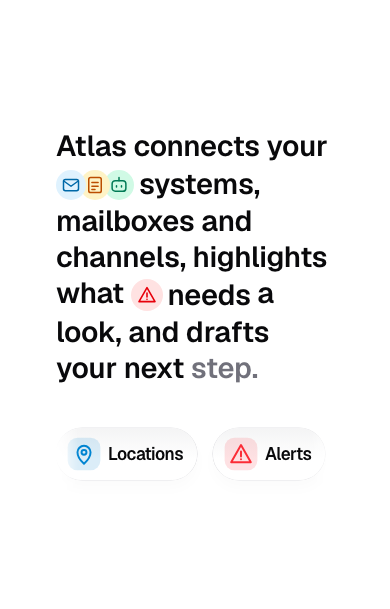 Atlas connects your
systems,
mailboxes and
channels, highlights
what needs a
look, and drafts
your next step.
Locations
Alerts